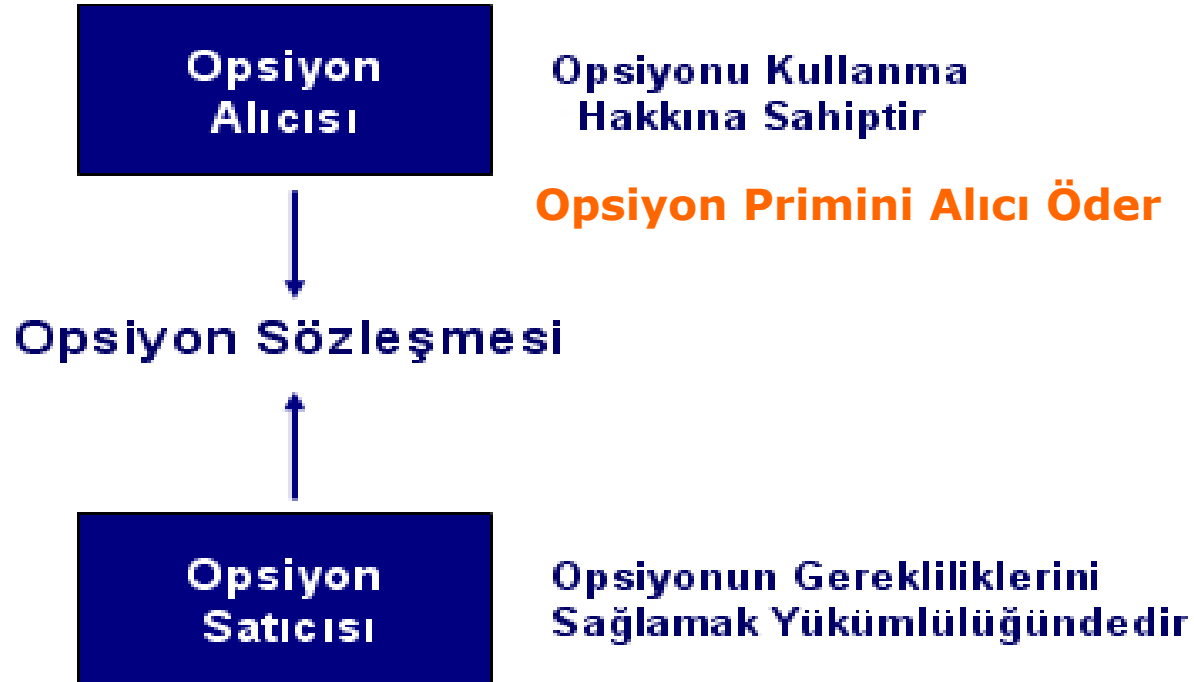 Opsiyon
Alıcısı
Opsiyonu Kullanma
Hakkına Sahiptir
Opsiyon Primini Alıcı Öder
Opsiyon Sözleşmesi
Opsiyon
Satıcısı
Opsiyonun Gerekliliklerini
Sağlamak Yükümlülüğündedir